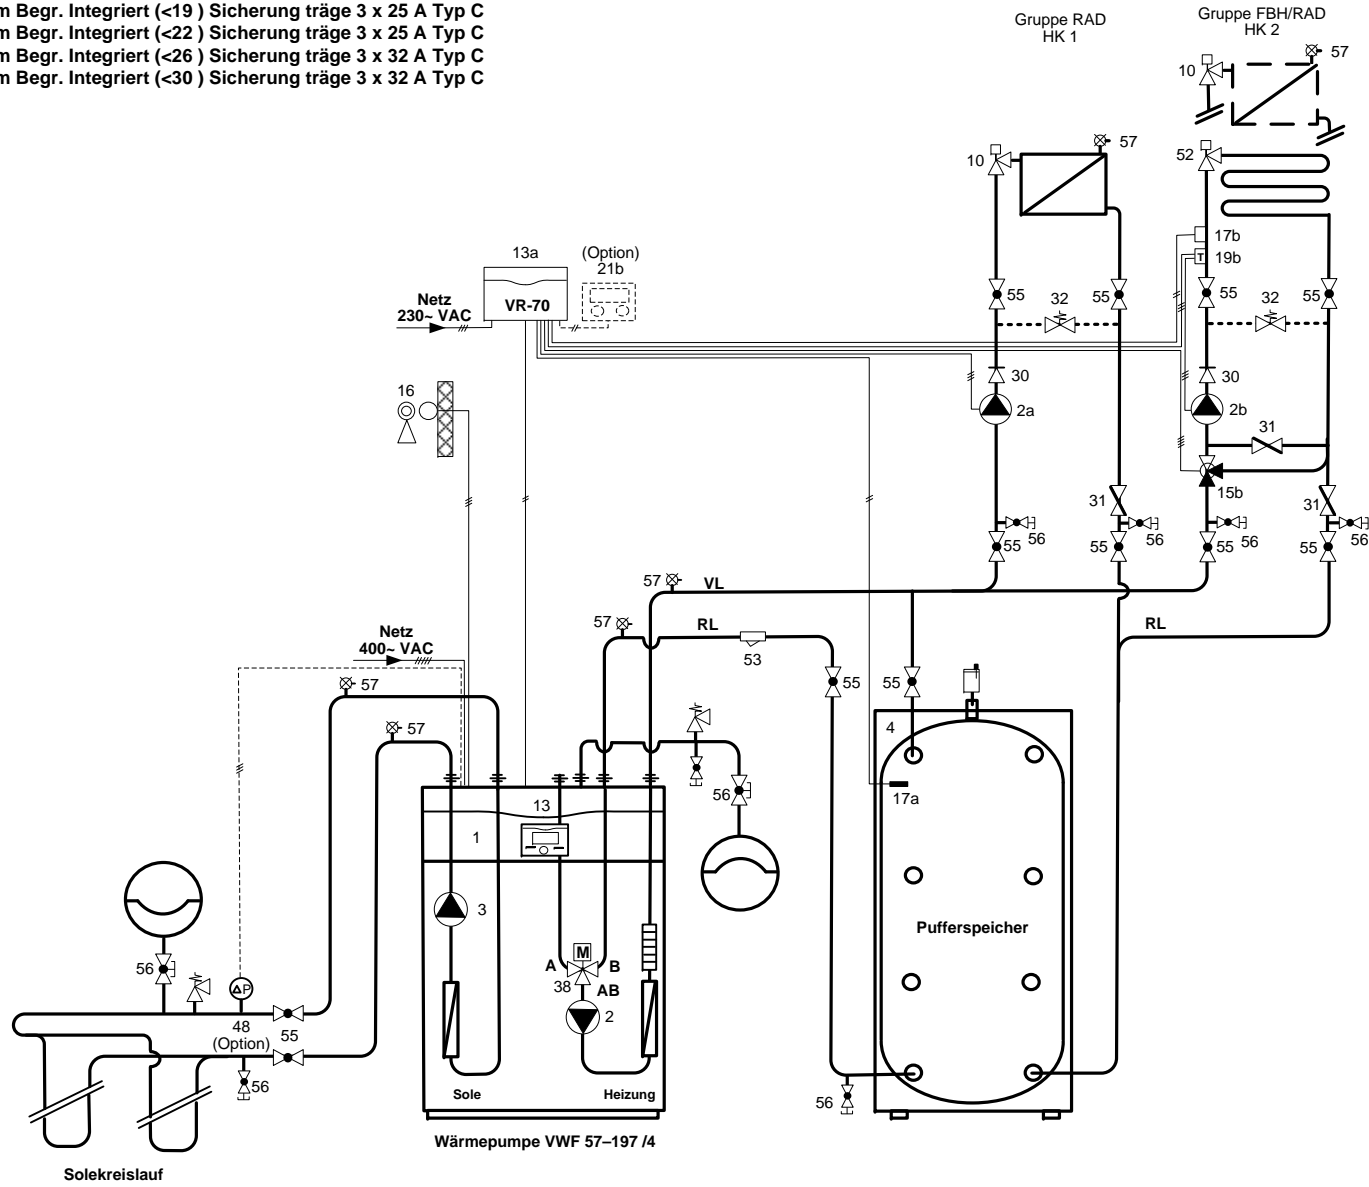 m Begr. Integriert (<19 ) Sicherung träge 3 x 25 A Typ C
m Begr. Integriert (<22 ) Sicherung träge 3 x 25 A Typ C
m Begr. Integriert (<26 ) Sicherung träge 3 x 32 A Typ C
m Begr. Integriert (<30 ) Sicherung träge 3 x 32 A Typ C
Gruppe RAD
HK 1
Gruppe FBH/RAD
HK 2
57
10
57
10
52
13a
(Option)
21b
17b
19b
T
VR-70
Netz
230~ VAC
55
32
55
55
32
55
16
30
2a
30
2b
31
31
15b
31
56
55
55
56
55
56
55
56
57
VL
57
RL
53
RL
Netz
400~ VAC
57
57
55
55
4
17a
56
13
1
3
M
A
B
38
AB
2
Pufferspeicher
56
ΔP
48
(Option)
55
56
56
Sole
Heizung
Wärmepumpe VWF 57–197 /4
Solekreislauf